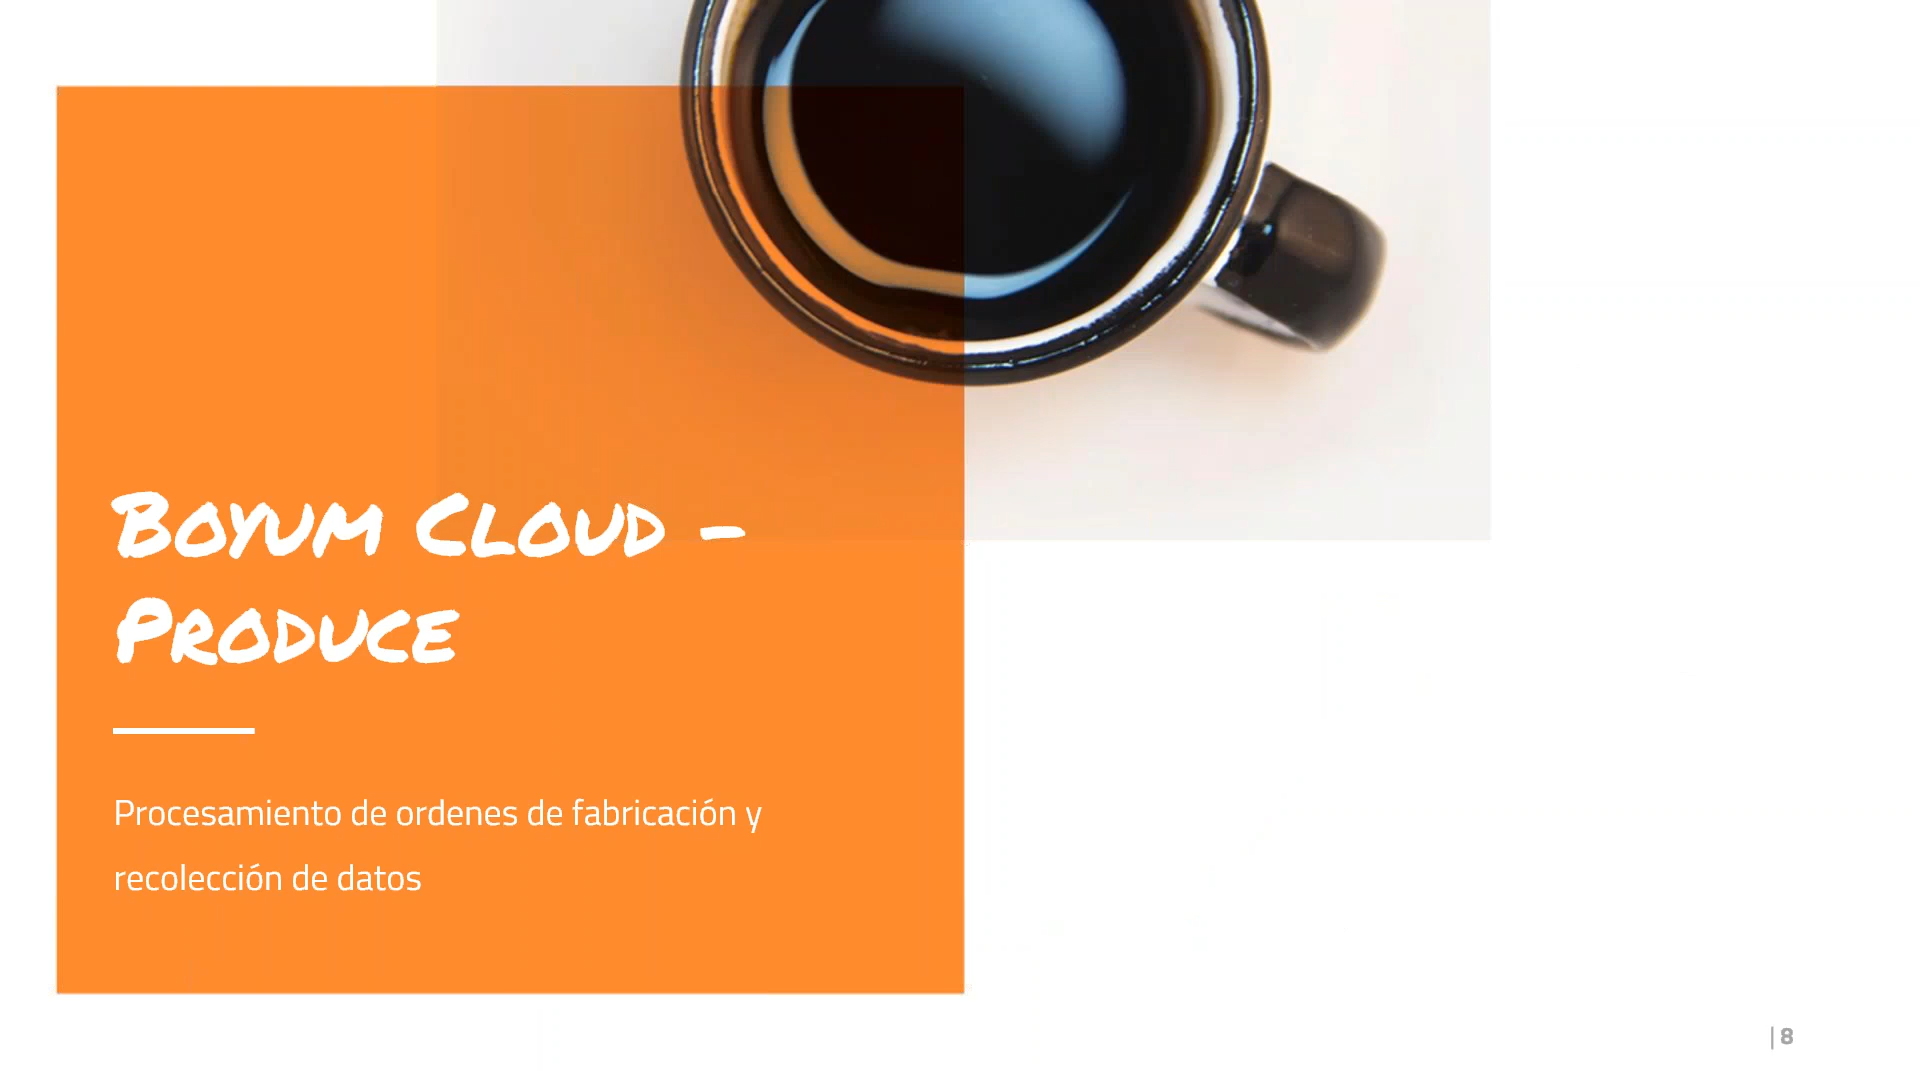 Boyum Cloud -
Produce
Procesamiento de ordenes de fabricación y
recolección de datos
| 8